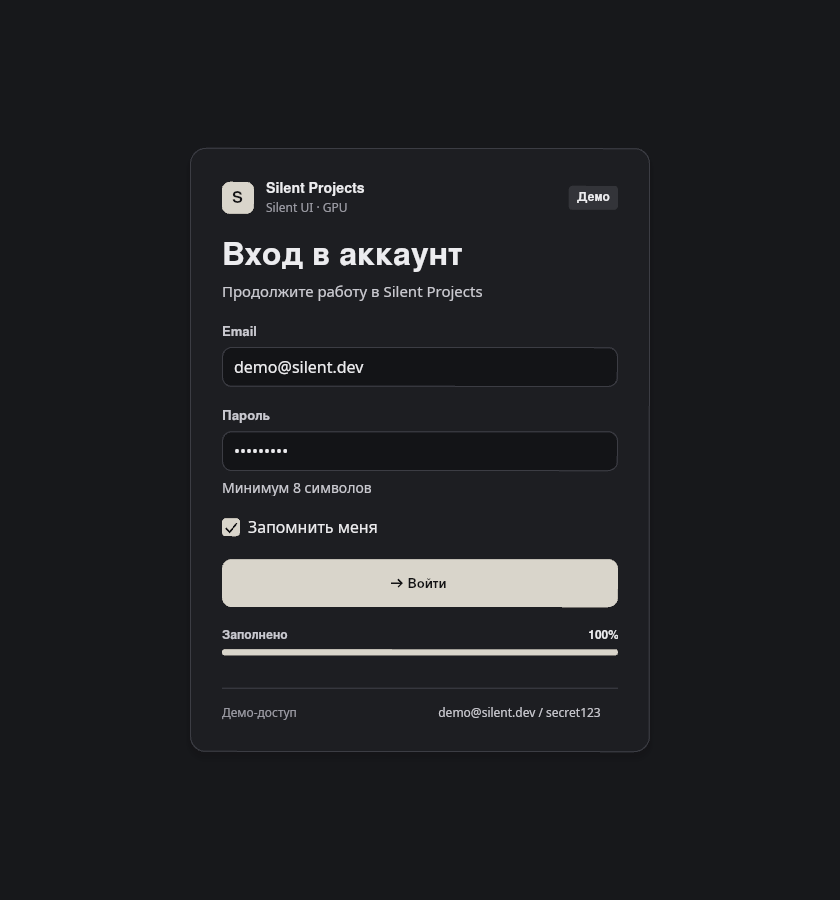 S
Silent Projects
Silent UI · GPU
Демо
Вход в аккаунт
Продолжите работу в Silent Projects
Email
demo@silent.dev
Пароль
•••••••••
Минимум 8 символов
Запомнить меня
→ Войти
Заполнено 100%
Демо-доступ demo@silent.dev / secret123